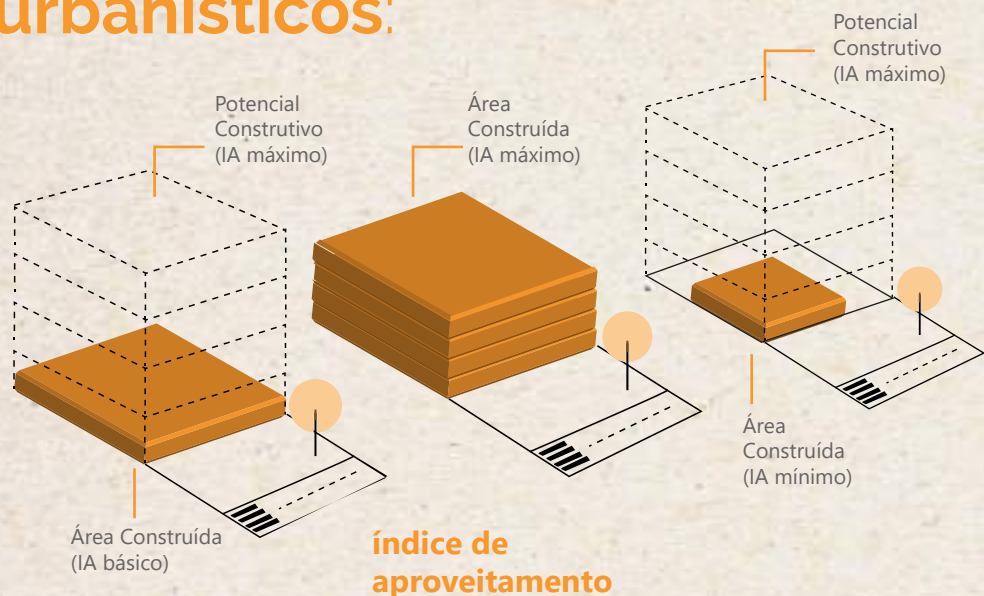 urbanísticos:
Potencial
Construtivo
(IA máximo)
Área
Construída
(IA máximo)
Potencial
Construtivo
(IA máximo)
Área Construída
(IA básico)
Área
Construída
(IA mínimo)
índice de
aproveitamento